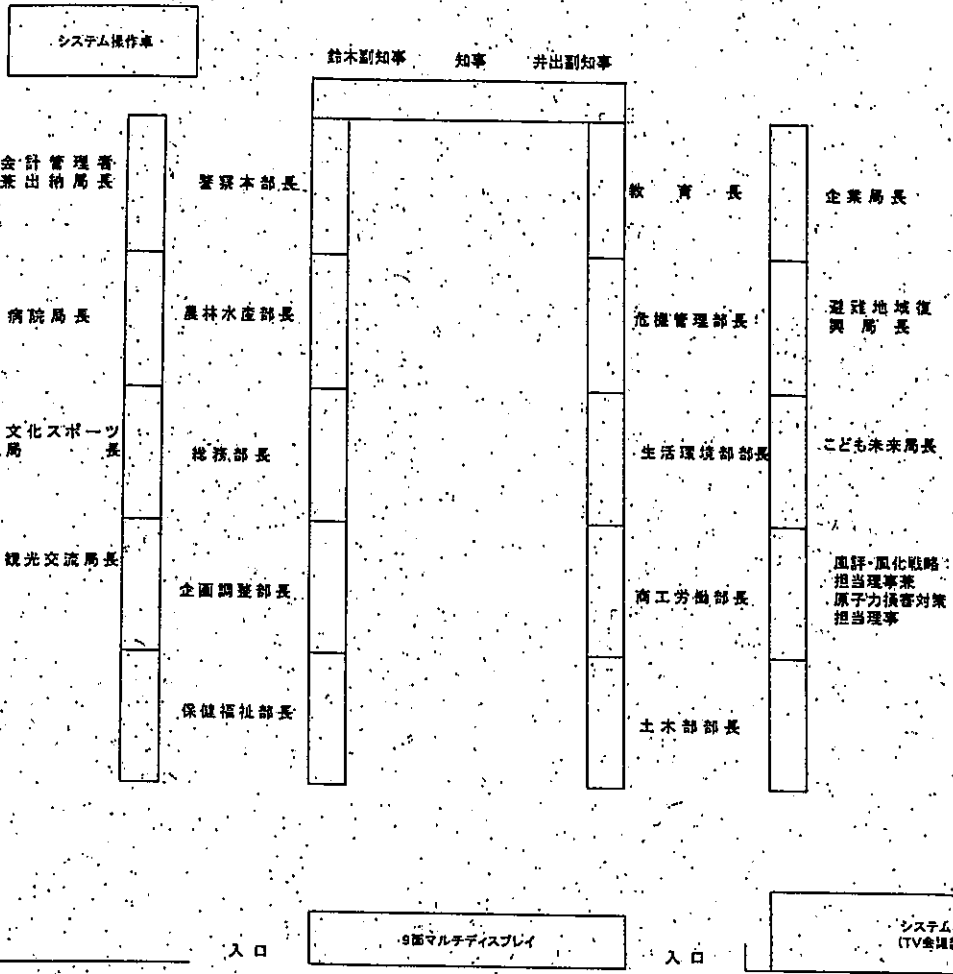 システム操作卓
鈴木副知事 知事 井出副知事
会計管理者
兼出納局長
警察本部長
教育長
企業局長
病院局長
農林水産部長
危機管理部長
避難地域復
興局長
文化スポーツ
局長
総務部長
生活環境部部長
こども未来局長
観光交流局長
企画調整部長
商工労働部長
風評・風化戦略
担当理事兼
原子力損害対策
担当理事
保健福祉部長
土木部部長
入口
9面マルチディスプレイ
入口
システム
(TV会議